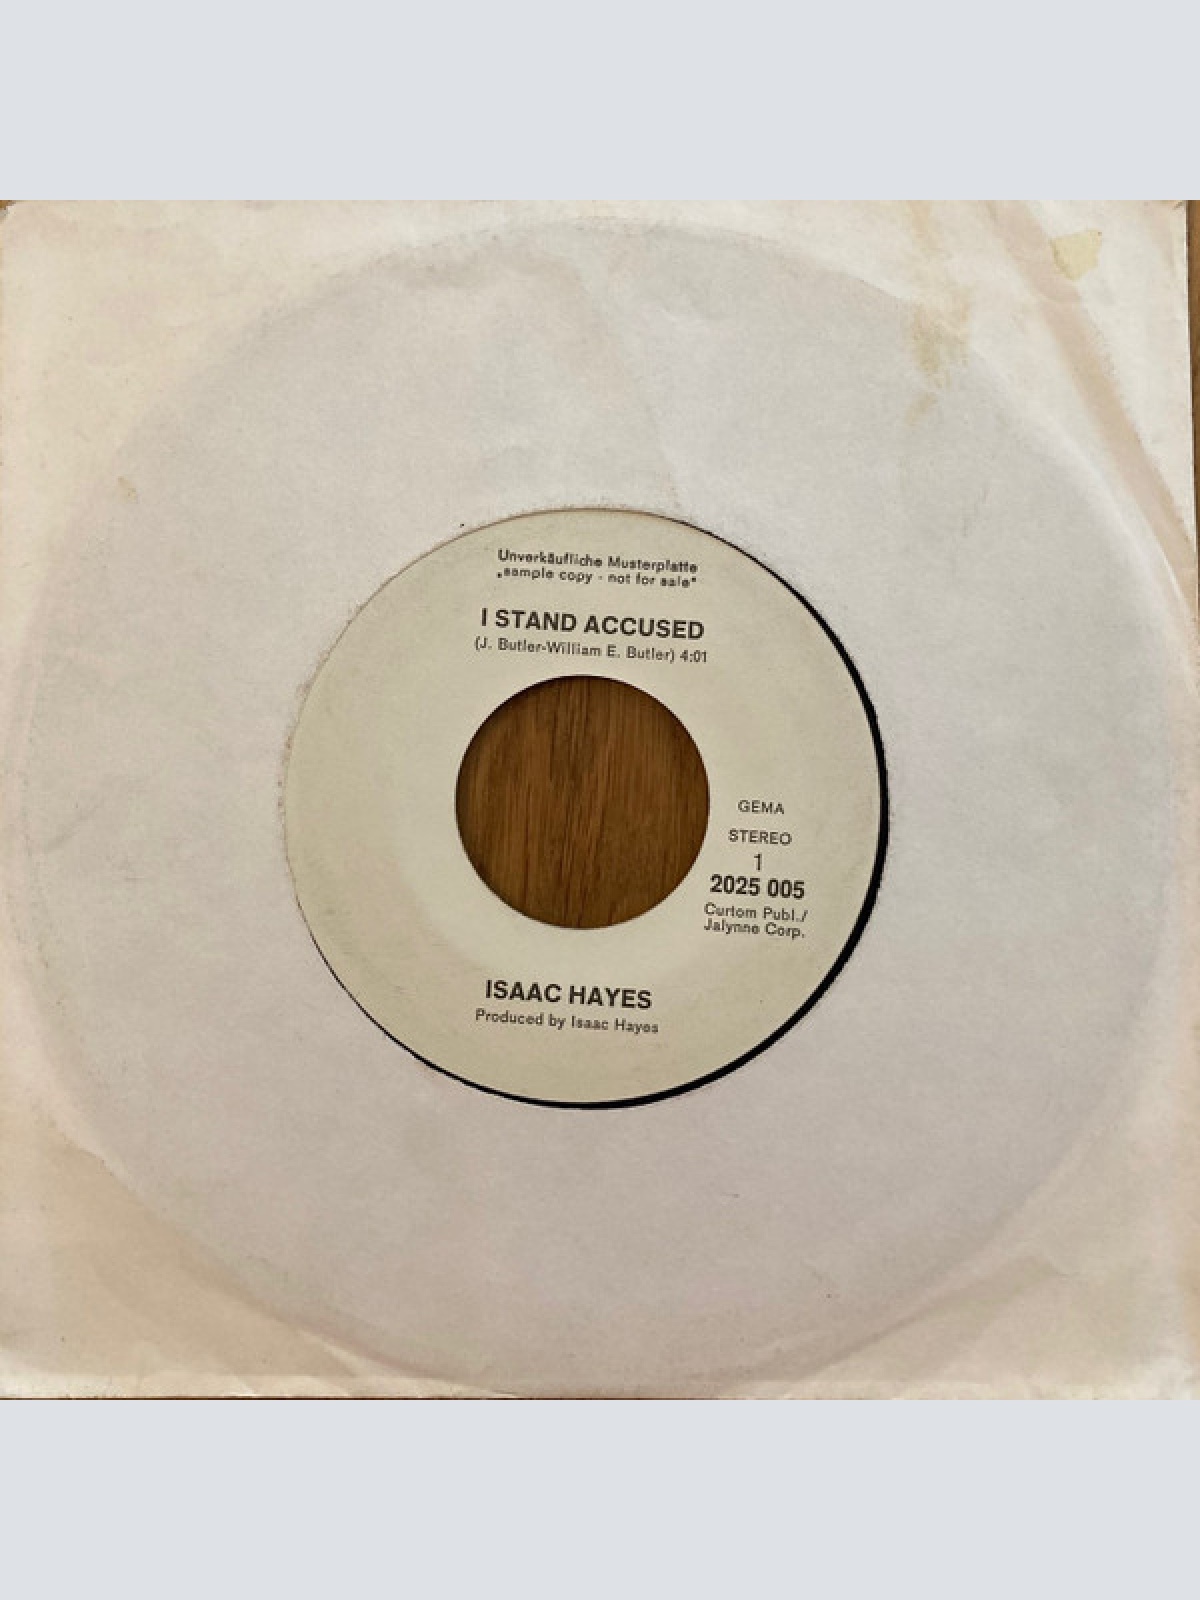 Unverkäufliche Musterplatte
„sample copy - not for sale"
I STAND ACCUSED
(J. Butler-William E. Butler) 4:01
GEMA
STEREO
1
2025 005
Curtom Publ./
Jalynne Corp.
ISAAC HAYES
Produced by Isaac Hayes